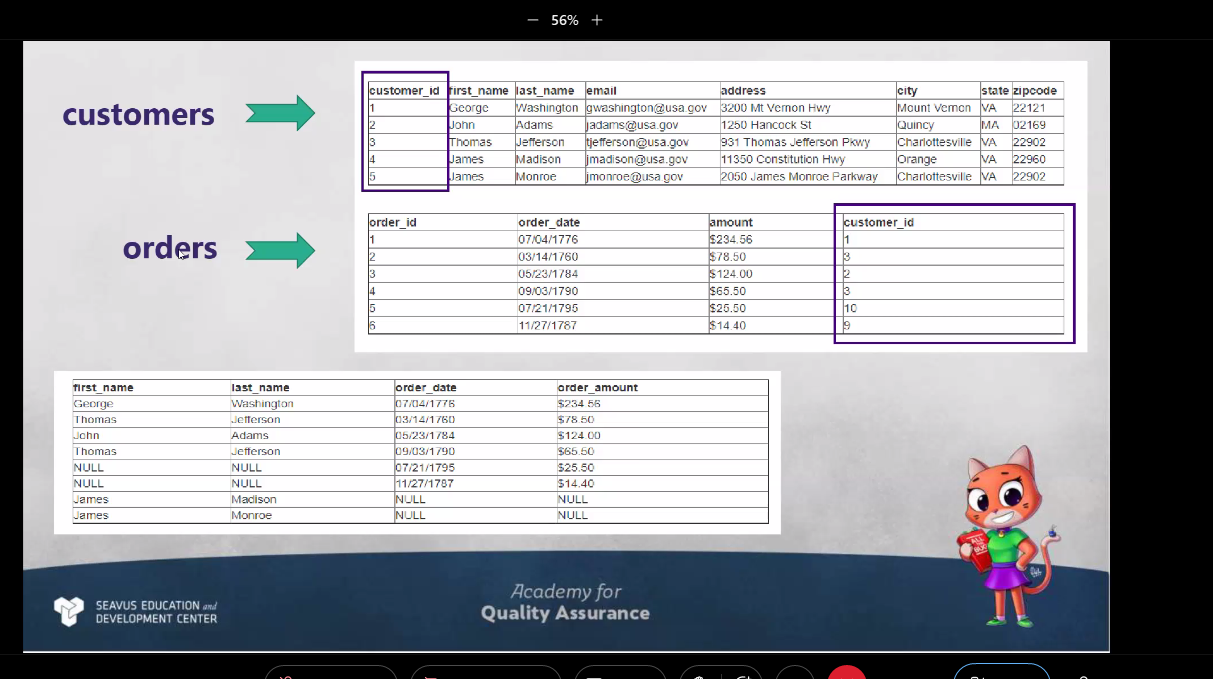 56%
customers
customer_id first_name last_name email address city state zipcode
1 George Washington gwashington@usa.gov 3200 Mt Vernon Hwy Mount Vernon VA 22121
2 John Adams jadams@usa.gov 1250 Hancock St Quincy MA 02169
3 Thomas Jefferson tjefferson@usa.gov 931 Thomas Jefferson Pkwy Charlottesville VA 22902
4 James Madison jmadison@usa.gov 11350 Constitution Hwy Orange VA 22960
5 James Monroe jmonroe@usa.gov 2050 James Monroe Parkway Charlottesville VA 22902
orders
order_id order_date amount customer_id
1 07/04/1776 $234.56 1
2 03/14/1760 $78.50 3
3 05/23/1784 $124.00 2
4 09/03/1790 $65.50 3
5 07/21/1795 $25.50 10
6 11/27/1787 $14.40 9
first_name last_name order_date order_amount
George Washington 07/04/1776 $234.56
Thomas Jefferson 03/14/1760 $78.50
John Adams 05/23/1784 $124.00
Thomas Jefferson 09/03/1790 $65.50
NULL NULL 07/21/1795 $25.50
NULL NULL 11/27/1787 $14.40
James Madison NULL NULL
James Monroe NULL NULL
SEAVUS EDUCATION and
DEVELOPMENT CENTER
Academy for
Quality Assurance